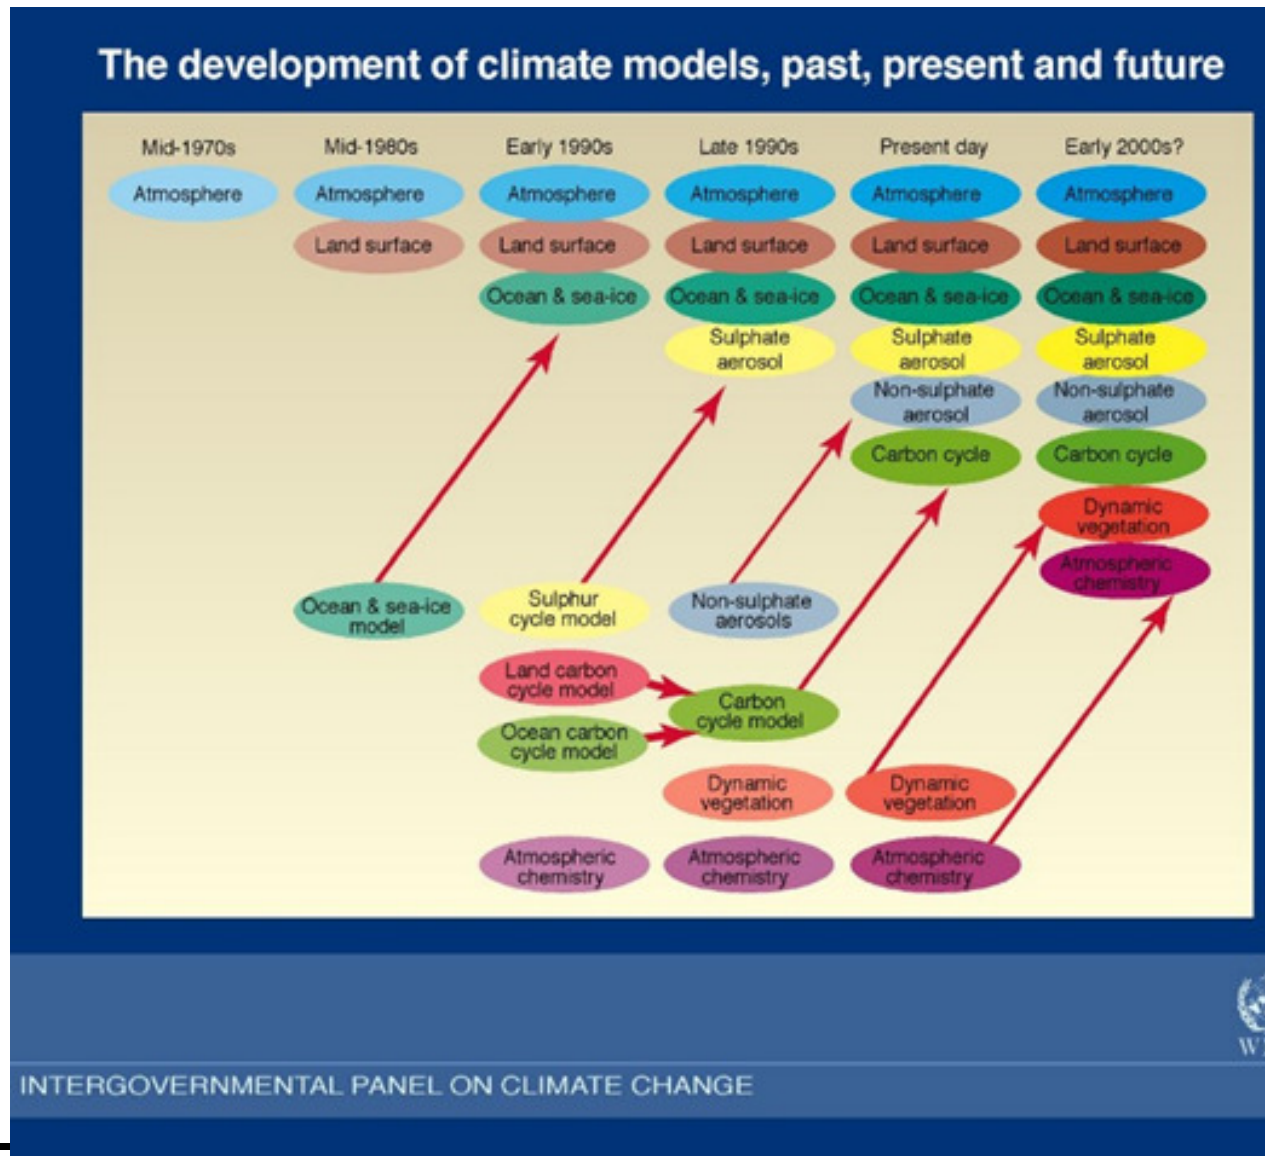 The development of climate models, past, present and future
Mid-1970s
Mid-1980s
Early 1990s
Late 1990s
Present day
Early 2000s?
Atmosphere
Atmosphere
Atmosphere
Atmosphere
Atmosphere
Atmosphere
Land surface
Land surface
Land surface
Land surface
Land surface
Ocean & sea-ice
Ocean & sea-ice
Ocean & sea-ice
Ocean & sea-ice
Sulphate
aerosol
Sulphate
aerosol
Sulphate
aerosol
Non-sulphate
aerosol
Non-sulphate
aerosol
Carbon cycle
Carbon cycle
Dynamic
vegetation
Atmospheric
chemistry
Ocean & sea-ice
model
Sulphur
cycle model
Non-sulphate
aerosols
Land carbon
cycle model
Carbon
cycle model
Ocean carbon
cycle model
Dynamic
vegetation
Dynamic
vegetation
Atmospheric
chemistry
Atmospheric
chemistry
Atmospheric
chemistry
INTERGOVERNMENTAL PANEL ON CLIMATE CHANGE